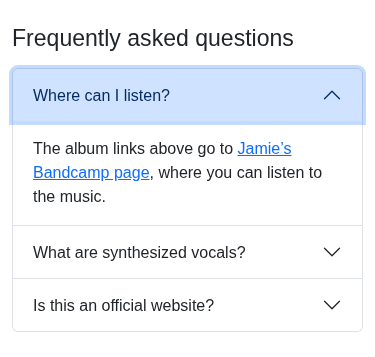 Frequently asked questions
Where can I listen?
The album links above go to Jamie’s
Bandcamp page, where you can listen to
the music.
What are synthesized vocals?
Is this an official website?